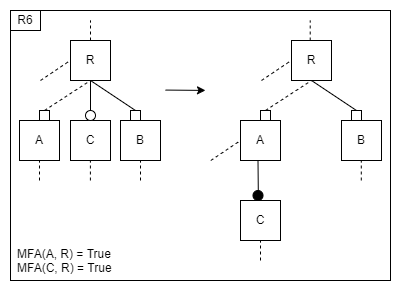 R6
R
R
A
C
B
A
B
C
MFA(A, R) = True
MFA(C, R) = True